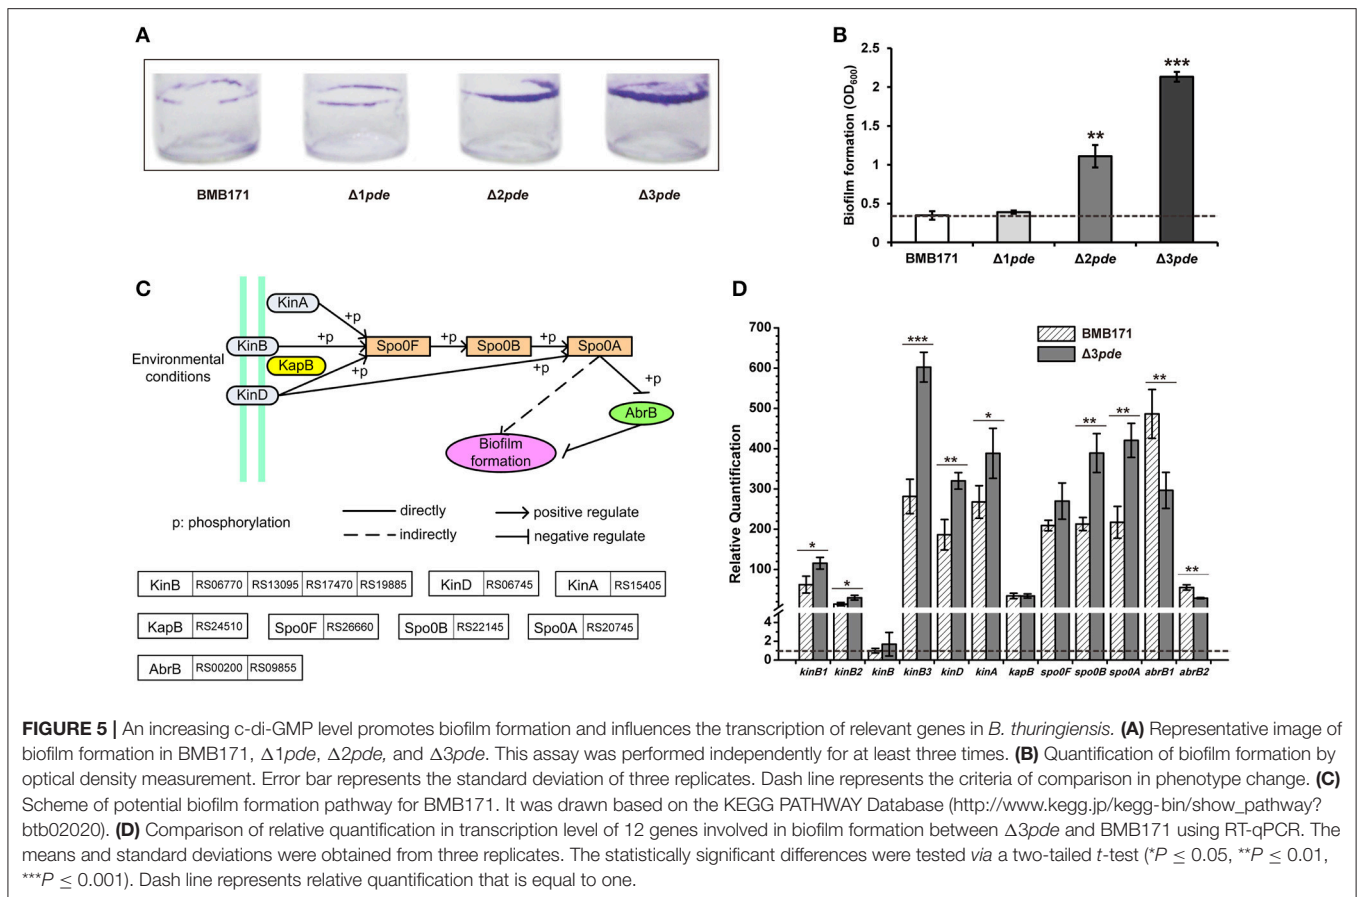 A
BMB171
Δ1pde
Δ2pde
Δ3pde
B
Biofilm formation (OD600)
2.5
2
1.5
1
0.5
0
**
***
BMB171
Δ1pde
Δ2pde
Δ3pde
C
Environmental
conditions
KinA
KinB
KapB
KinD
+p
+p
+p
+p
+p
+p
+p
Spo0F
Spo0B
Spo0A
AbrB
Biofilm
formation
p: phosphorylation
directly
indirectly
positive regulate
negative regulate
KinB RS06770 RS13095 RS17470 RS19885
KinD RS06745
KinA RS15405
KapB RS24510
Spo0F RS26660
Spo0B RS22145
Spo0A RS20745
AbrB RS00200 RS09855
D
BMB171
Δ3pde
Relative Quantification
700
600
500
400
300
200
100
4
2
1
0
*
*
***
**
*
**
**
**
**
kinB1
kinB2
kinB
kinB3
kinD
kinA
kapB
spo0F
spo0B
spo0A
abrB1
abrB2
FIGURE 5 | An increasing c-di-GMP level promotes biofilm formation and influences the transcription of relevant genes in B. thuringiensis. (A) Representative image of
biofilm formation in BMB171, Δ1pde, Δ2pde, and Δ3pde. This assay was performed independently for at least three times. (B) Quantification of biofilm formation by
optical density measurement. Error bar represents the standard deviation of three replicates. Dash line represents the criteria of comparison in phenotype change. (C)
Scheme of potential biofilm formation pathway for BMB171. It was drawn based on the KEGG PATHWAY Database (http://www.kegg.jp/kegg-bin/show_pathway?
btb02020). (D) Comparison of relative quantification in transcription level of 12 genes involved in biofilm formation between Δ3pde and BMB171 using RT-qPCR. The
means and standard deviations were obtained from three replicates. The statistically significant differences were tested via a two-tailed t-test (*P ≤ 0.05, **P ≤ 0.01,
***P ≤ 0.001). Dash line represents relative quantification that is equal to one.